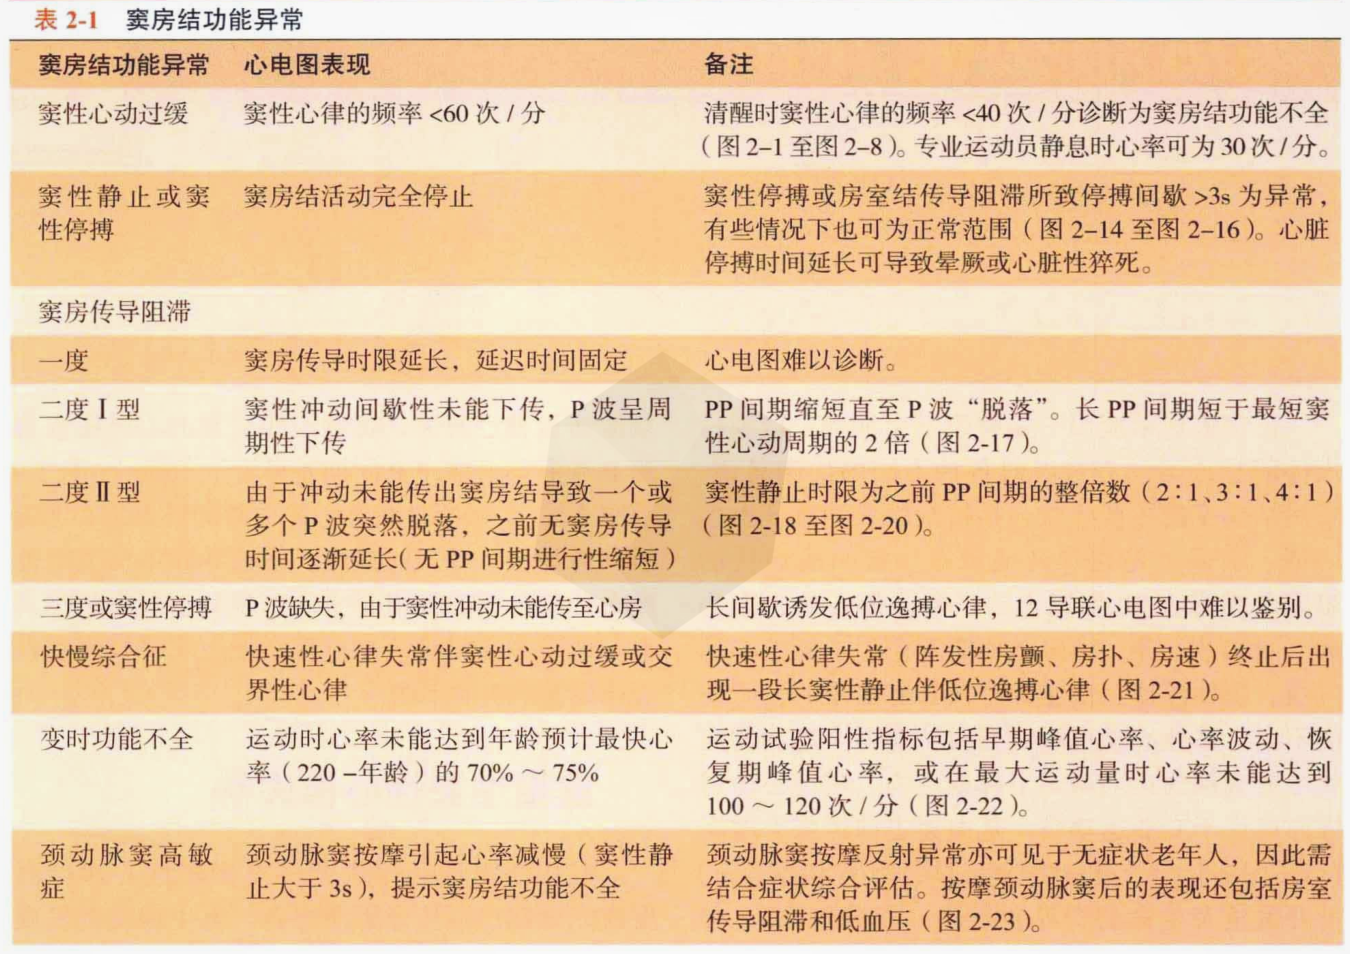 表 2-1 窦房结功能异常
窦房结功能异常 心电图表现 备注
窦性心动过缓 窦性心律的频率 <60 次 / 分 清醒时窦性心律的频率 <40 次 / 分诊断为窦房结功能不全
（图 2–1 至图 2–8）。专业运动员静息时心率可为 30 次 / 分。
窦性静止或窦 窦房结活动完全停止 窦性停搏或房室结传导阻滞所致停搏间歇 >3s 为异常，
性停搏 有些情况下也可为正常范围（图 2–14 至图 2–16）。心脏
停搏时间延长可导致晕厥或心脏性猝死。
窦房传导阻滞
一度 窦房传导时限延长，延迟时间固定 心电图难以诊断。
二度Ⅰ型 窦性冲动间歇性未能下传，P 波呈周 PP 间期缩短直至 P 波“脱落”。长 PP 间期短于最短窦
期性下传 性心动周期的 2 倍（图 2-17）。
二度Ⅱ型 由于冲动未能传出窦房结导致一个或 窦性静止时限为之前 PP 间期的整倍数（2∶1、3∶1、4∶1）
多个 P 波突然脱落，之前无窦房传导 （图 2-18 至图 2-20）。
时间逐渐延长（无 PP 间期进行性缩短）
三度或窦性停搏 P 波缺失，由于窦性冲动未能传至心房 长间歇诱发低位逸搏心律，12 导联心电图中难以鉴别。
快慢综合征 快速性心律失常伴窦性心动过缓或交 快速性心律失常（阵发性房颤、房扑、房速）终止后出
界性心律 现一段长窦性静止伴低位逸搏心律（图 2-21）。
变时功能不全 运动时心率未能达到年龄预计最快心 运动试验阳性指标包括早期峰值心率、心率波动、恢
率（220 –年龄）的 70% ～ 75% 复期峰值心率，或在最大运动量时心率未能达到
100 ～ 120 次 / 分（图 2-22）。
颈动脉窦高敏 颈动脉窦按摩引起心率减慢（窦性静 颈动脉窦按摩反射异常亦可见于无症状老年人，因此需
症 止大于 3s），提示窦房结功能不全 结合症状综合评估。按摩颈动脉窦后的表现还包括房室
传导阻滞和低血压（图 2-23）。